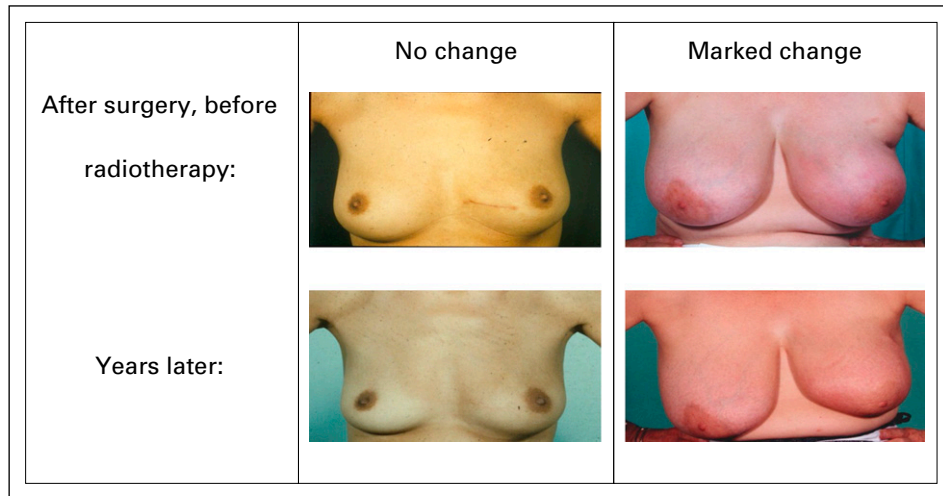 No change
Marked change
After surgery, before
radiotherapy:
Years later: